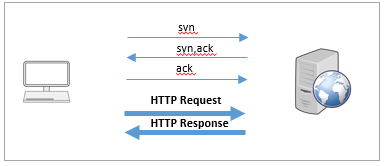 syn
syn,ack
ack
HTTP Request
HTTP Response